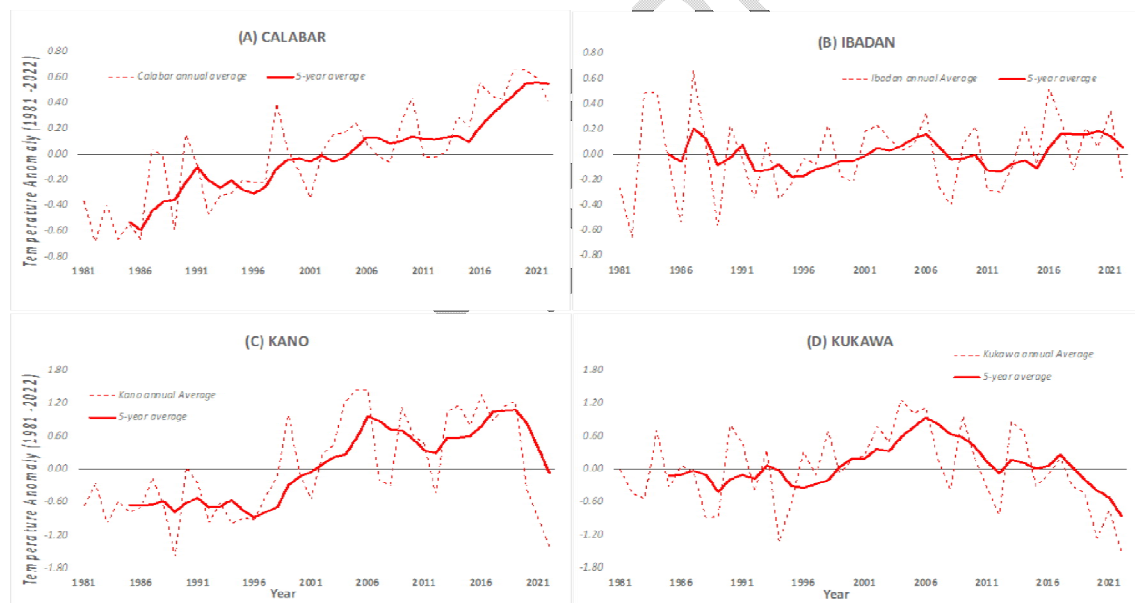 (A) CALABAR
Temperature Anomaly (1981 -2022)
0.80
0.60
0.40
0.20
0.00
-0.20
-0.40
-0.60
-0.80
Calabar annual average
5-year average
1981 1986 1991 1996 2001 2006 2011 2016 2021
(B) IBADAN
0.80
0.60
0.40
0.20
0.00
-0.20
-0.40
-0.60
-0.80
Ibadan annual Average
5-year average
1981 1986 1991 1996 2001 2006 2011 2016 2021
(C) KANO
Temperature Anomaly (1981 -2022)
1.80
1.20
0.60
0.00
-0.60
-1.20
-1.80
Kano annual Average
5-year average
1981 1986 1991 1996 2001 2006 2011 2016 2021
Year
(D) KUKAWA
1.80
1.20
0.60
0.00
-0.60
-1.20
-1.80
Kukawa annual Average
5-year average
1981 1986 1991 1996 2001 2006 2011 2016 2021
Year